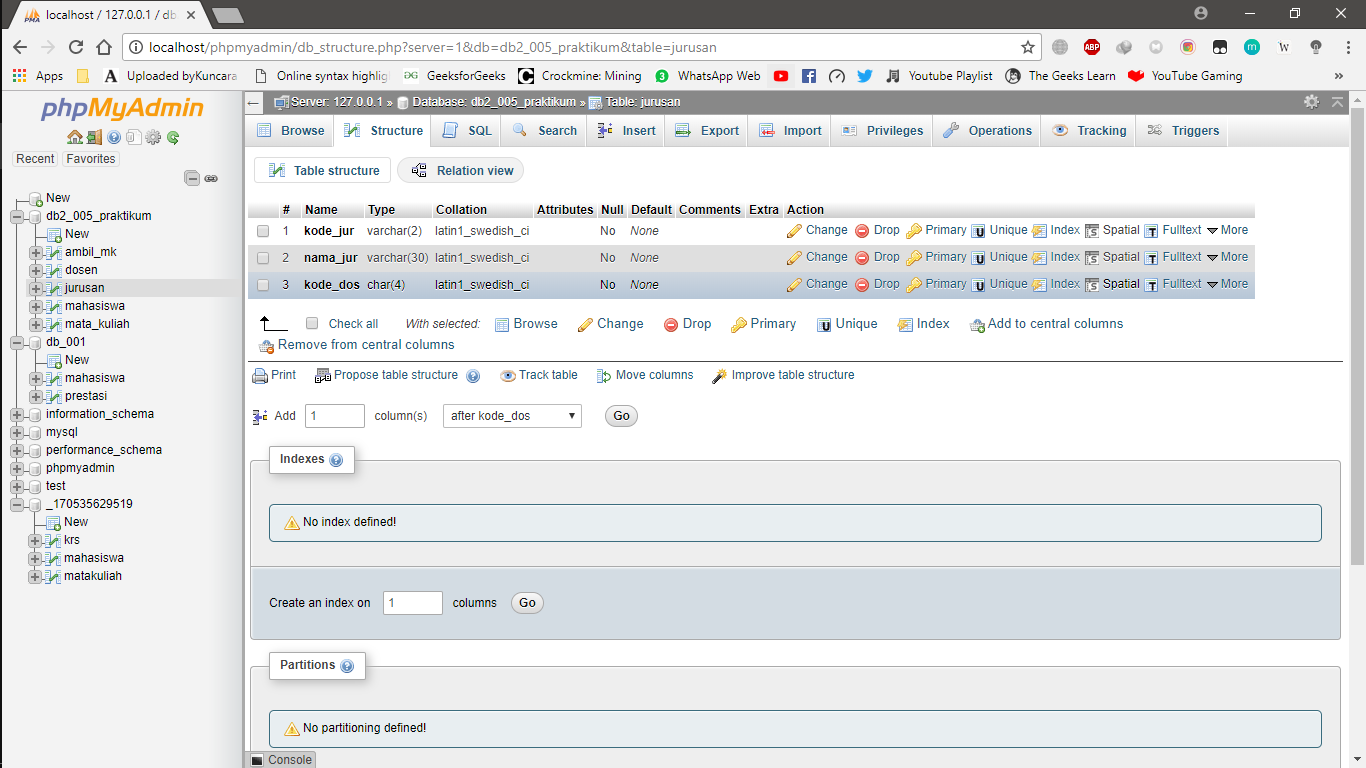 localhost / 127.0.0.1 / db
localhost/phpmyadmin/db_structure.php?server=1&db=db2_005_praktikum&table=jurusan
Apps A Uploaded byKuncara Online syntax highlig GeeksforGeeks Crockmine: Mining WhatsApp Web Youtube Playlist The Geeks Learn YouTube Gaming »
phpMyAdmin
Recent Favorites
New
db2_005_praktikum
New
ambil_mk
dosen
jurusan
mahasiswa
mata_kuliah
db_001
New
mahasiswa
prestasi
information_schema
mysql
performance_schema
phpmyadmin
test
_170535629519
New
krs
mahasiswa
matakuliah
Server: 127.0.0.1 » Database: db2_005_praktikum » Table: jurusan
Browse Structure SQL Search Insert Export Import Privileges Operations Tracking Triggers
Table structure Relation view
# Name Type Collation Attributes Null Default Comments Extra Action
1 kode_jur varchar(2) latin1_swedish_ci No None Change Drop Primary Unique Index Spatial Fulltext More
2 nama_jur varchar(30) latin1_swedish_ci No None Change Drop Primary Unique Index Spatial Fulltext More
3 kode_dos char(4) latin1_swedish_ci No None Change Drop Primary Unique Index Spatial Fulltext More
Check all With selected: Browse Change Drop Primary Unique Index Add to central columns
Remove from central columns
Print Propose table structure Track table Move columns Improve table structure
Add 1 column(s) after kode_dos Go
Indexes
No index defined!
Create an index on 1 columns Go
Partitions
No partitioning defined!
Console